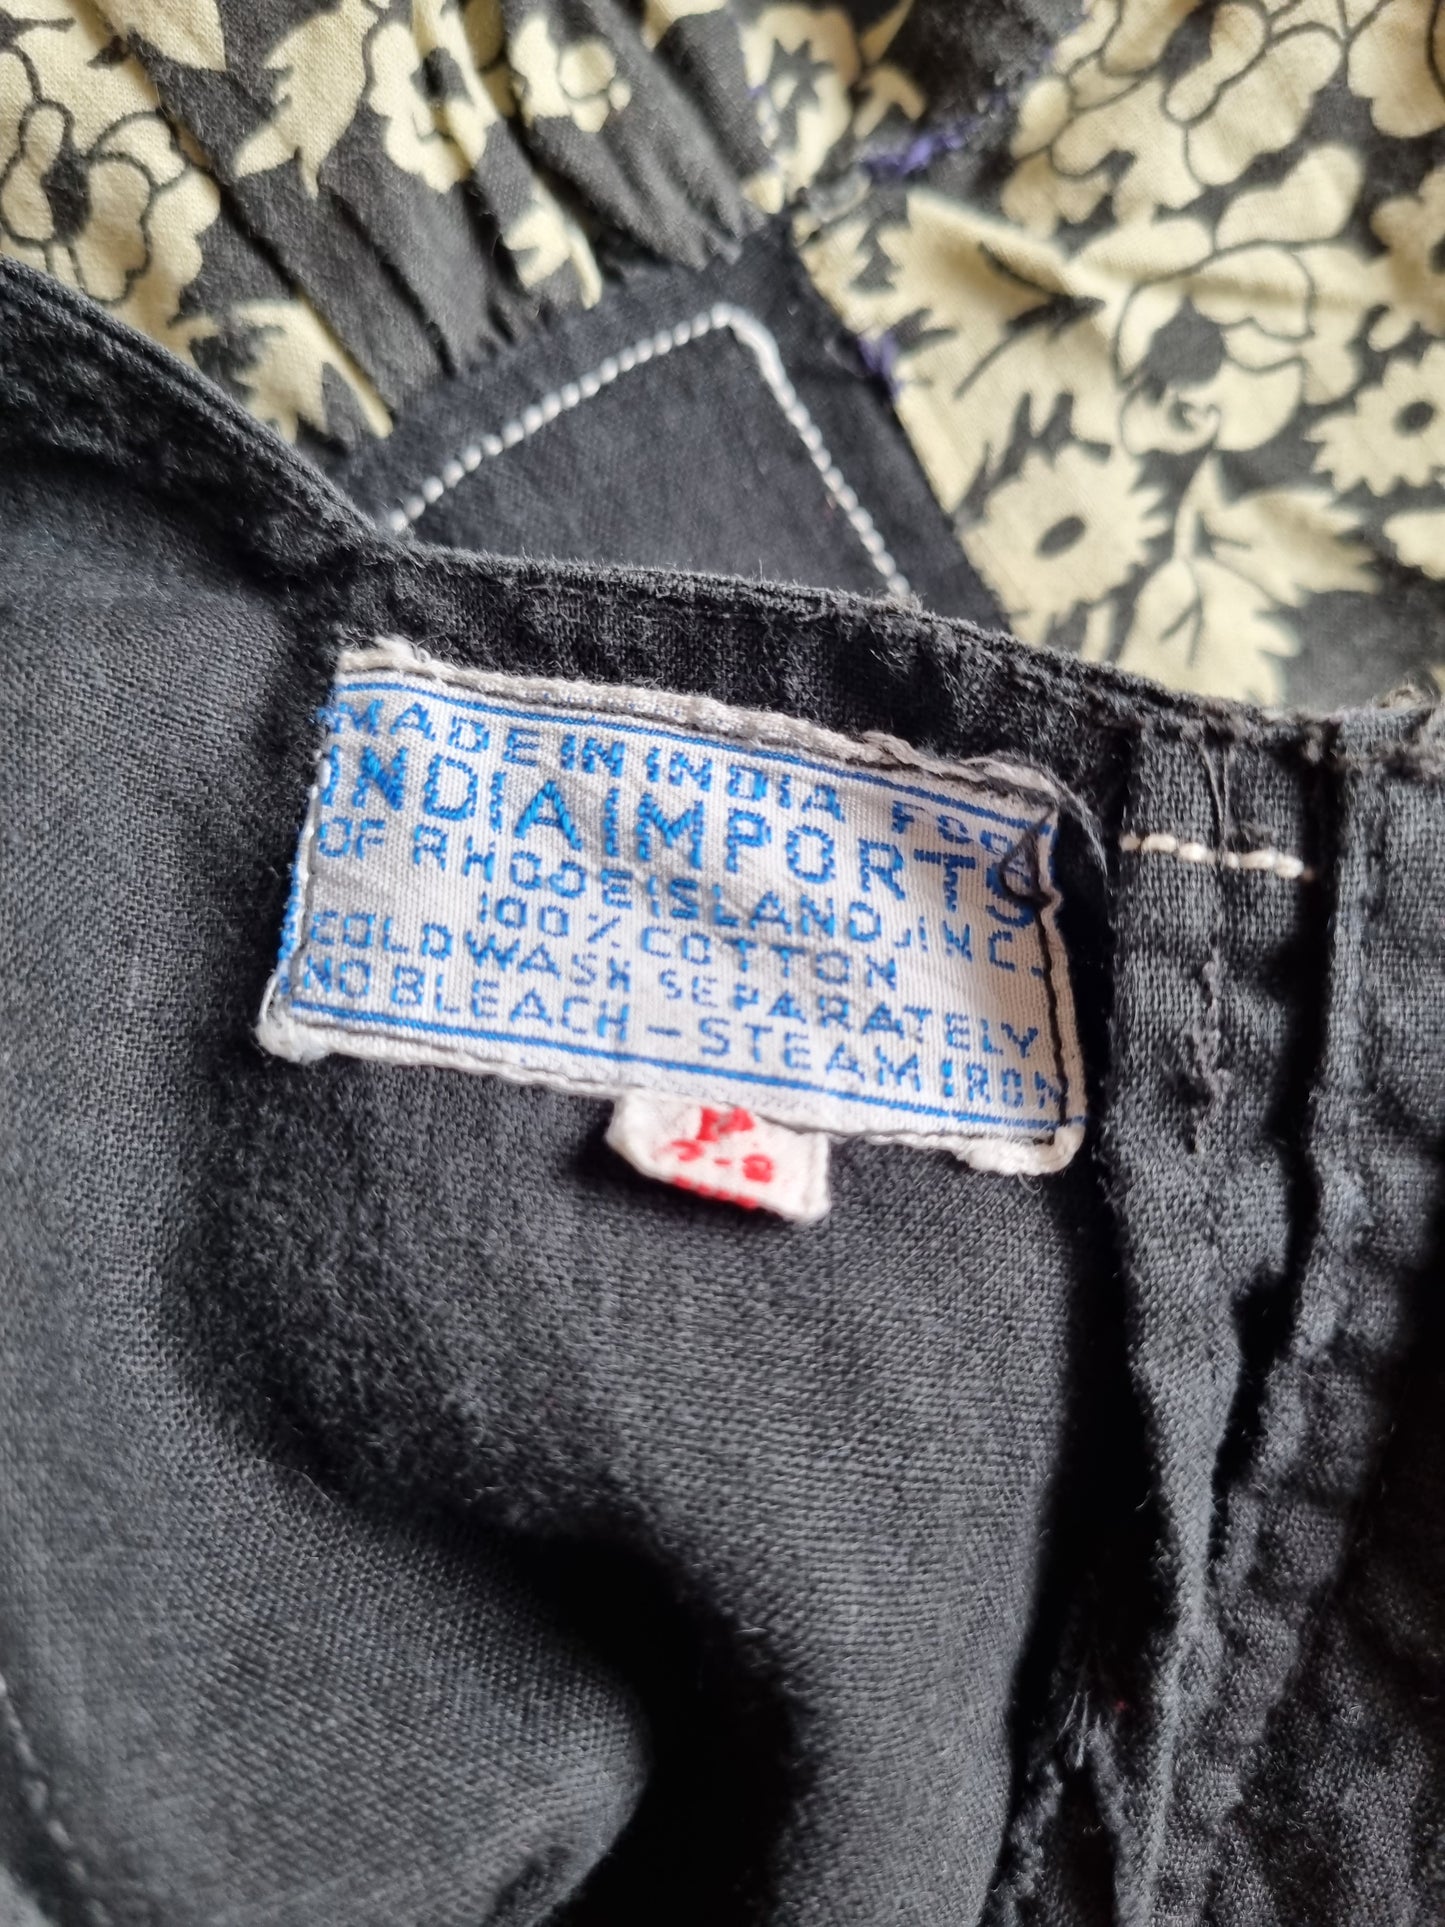 MADE IN INDIA FOR
INDIA IMPORTS
OF RHODE ISLAND, INC.
100% COTTON
COLD WASH SEPARATELY
NO BLEACH - STEAM IRON
P